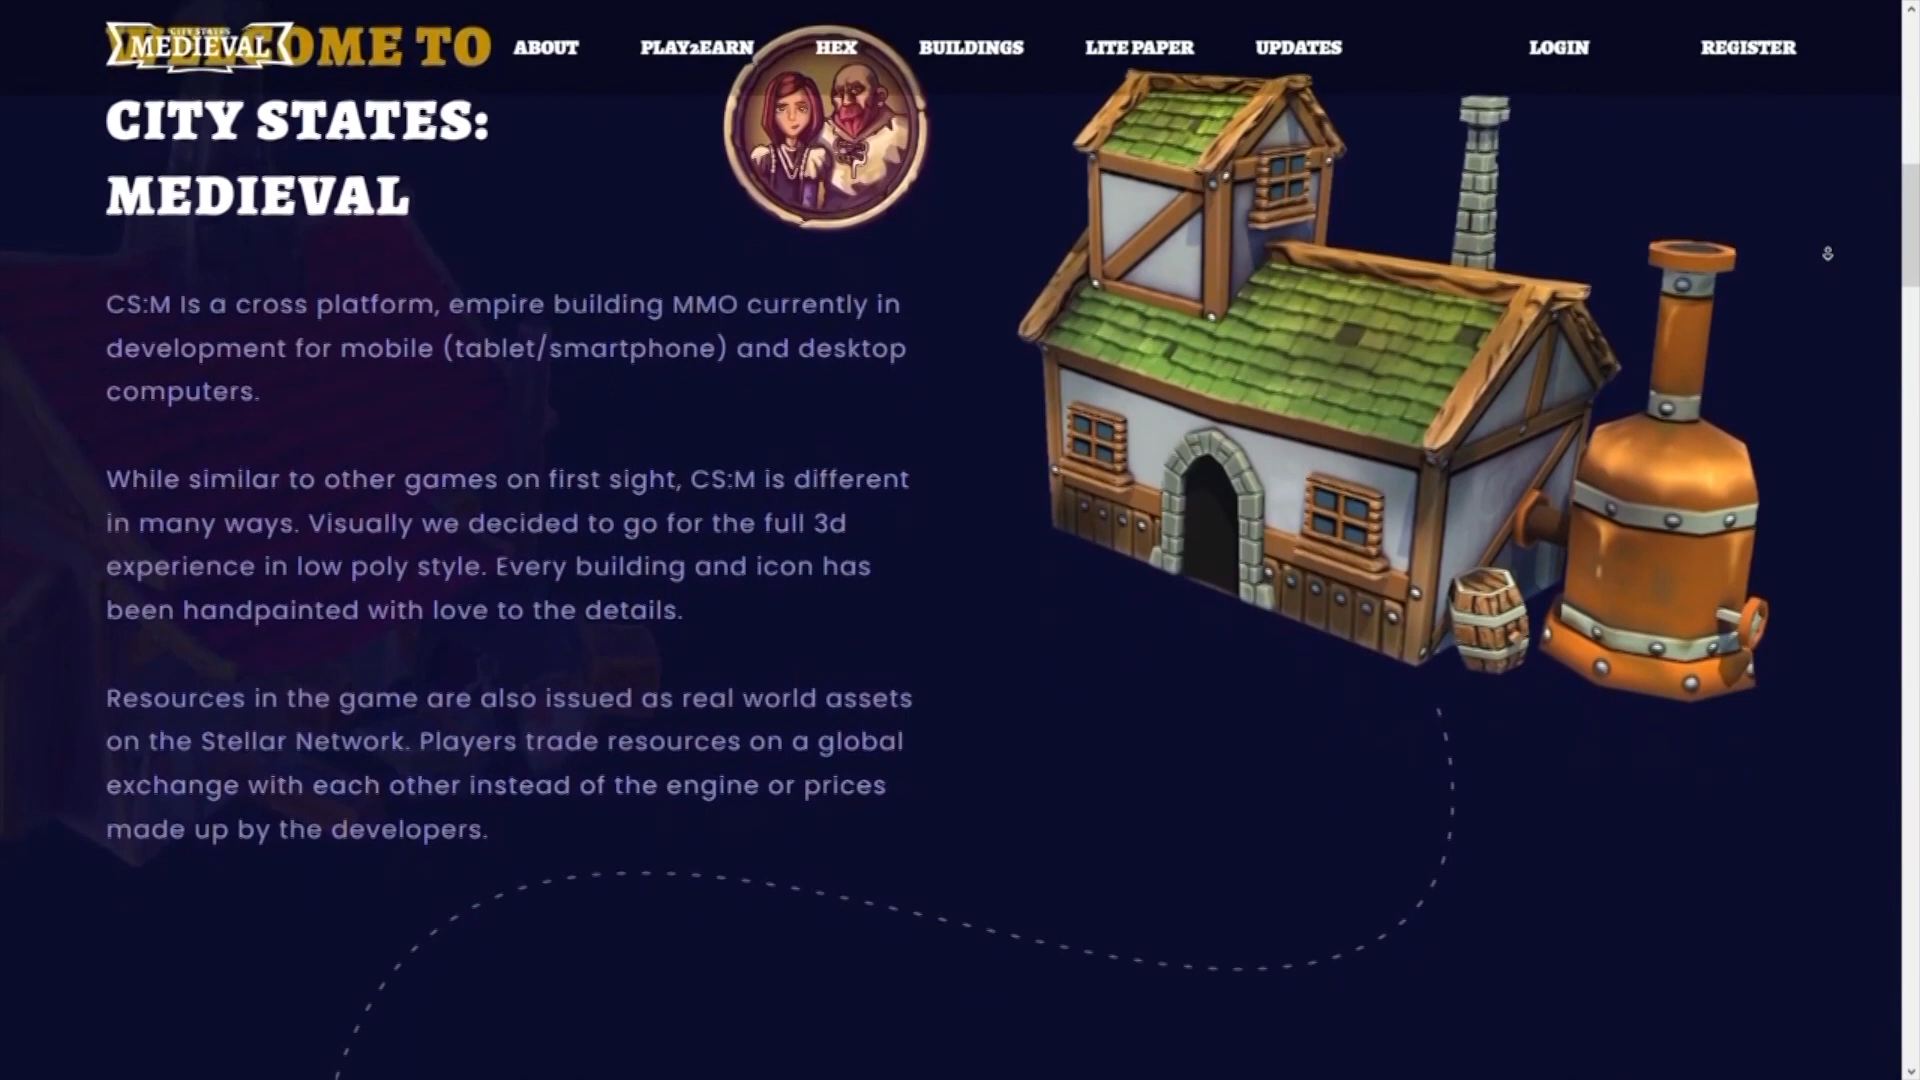 CITY STATES
MEDIEVAL
OME TO
ABOUT
PLAY2EARN
HEX
BUILDINGS
LITE PAPER
UPDATES
LOGIN
REGISTER
CITY STATES:
MEDIEVAL
CS:M Is a cross platform, empire building MMO currently in
development for mobile (tablet/smartphone) and desktop
computers.
While similar to other games on first sight, CS:M is different
in many ways. Visually we decided to go for the full 3d
experience in low poly style. Every building and icon has
been handpainted with love to the details.
Resources in the game are also issued as real world assets
on the Stellar Network. Players trade resources on a global
exchange with each other instead of the engine or prices
made up by the developers.